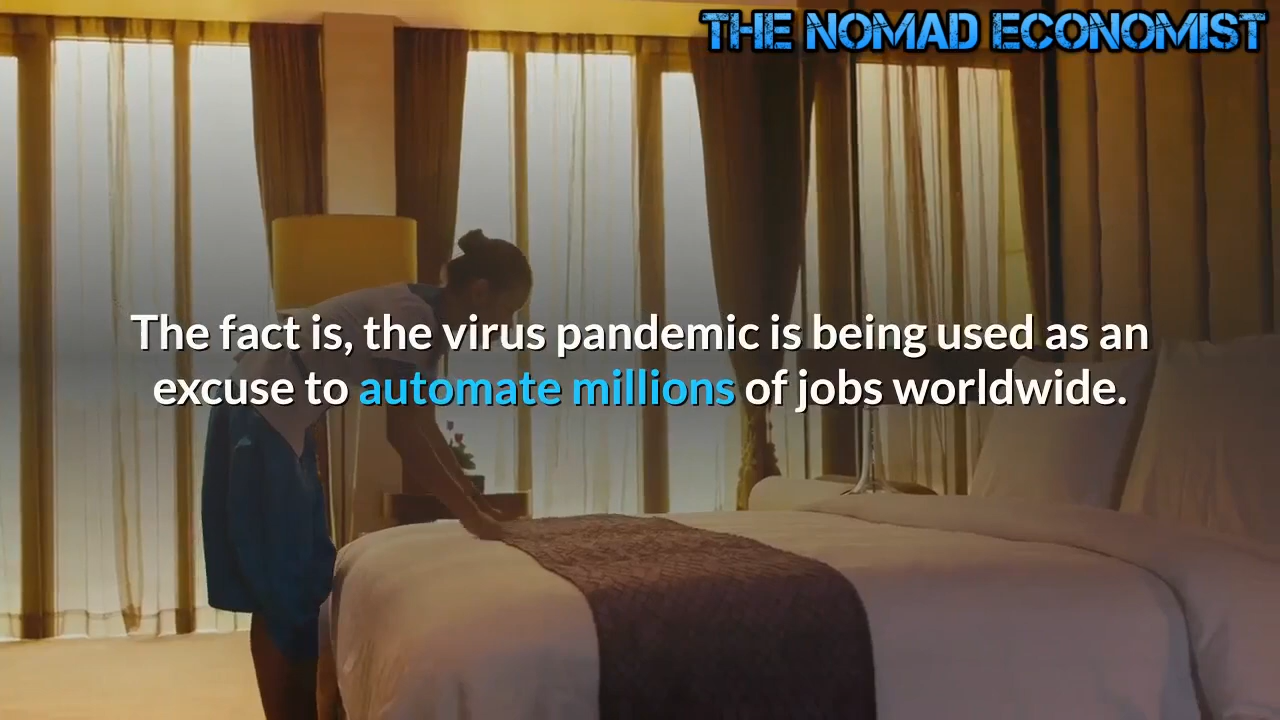 THE NOMAD ECONOMIST
The fact is, the virus pandemic is being used as an
excuse to automate millions of jobs worldwide.